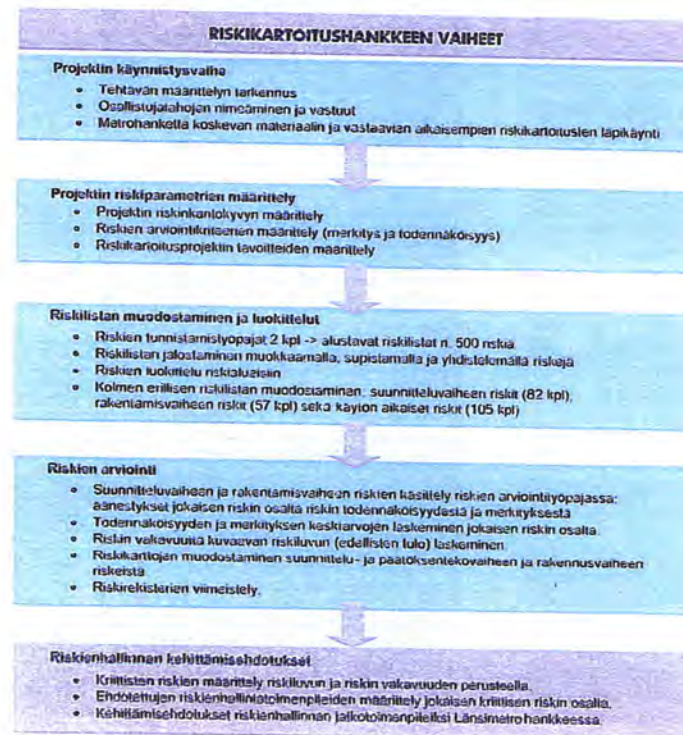 RISKIKARTOITUSHANKKEEN VAIHEET
Projektin käynnistysvaihe
• Tehtävän määrittelyn tarkennus
• Osallistujatahojen nimeäminen ja vastuut
• Metrohanketta koskevan materiaalin ja vastaavien aikaisempien riskikartoitusten läpikäynti
Projektin riskiparametrien määrittely
• Projektin riskinkantokyvyn määrittely
• Riskien arviointikriteerien määrittely (merkitys ja todennäköisyys)
• Riskikartoitusprojektin tavoitteiden määrittely
Riskilistan muodostaminen ja luokittelut
• Riskien tunnistamistyöpajat 2 kpl -> alustavat riskilistat n. 500 riskiä
• Riskilistan jalostaminen muokkaamalla, supistamalla ja yhdistelemällä riskejä
• Riskien luokittelu riskialueisiin
• Kolmen erillisen riskilistan muodostaminen: suunnitteluvaiheen riskit (82 kpl),
rakentamisvaiheen riskit (57 kpl) sekä käytön aikaiset riskit (105 kpl)
Riskien arviointi
• Suunnitteluvaiheen ja rakentamisvaiheen riskien käsittely riskien arviointityöpajassa:
äänestykset jokaisen riskin osalta riskin todennäköisyydestä ja merkityksestä
• Todennäköisyyden ja merkityksen keskiarvojen laskeminen jokaisen riskin osalta.
• Riskin vakavuutta kuvaavan riskiluvun (edellisten tulo) laskeminen
• Riskikarttojen muodostaminen suunnittelu- ja päätöksentekovaiheen ja rakennusvaiheen
riskeistä
• Riskirekisterien viimeistely.
Riskienhallinnan kehittämisehdotukset
• Kriittisten riskien määrittely riskiluvun ja riskin vakavuuden perusteella.
• Ehdotettujen riskienhallintatoimenpiteiden määrittely jokaisen kriittisen riskin osalta.
• Kehittämisehdotukset riskienhallinnan jatkotoimenpiteiksi Länsimetrohankkeessa.